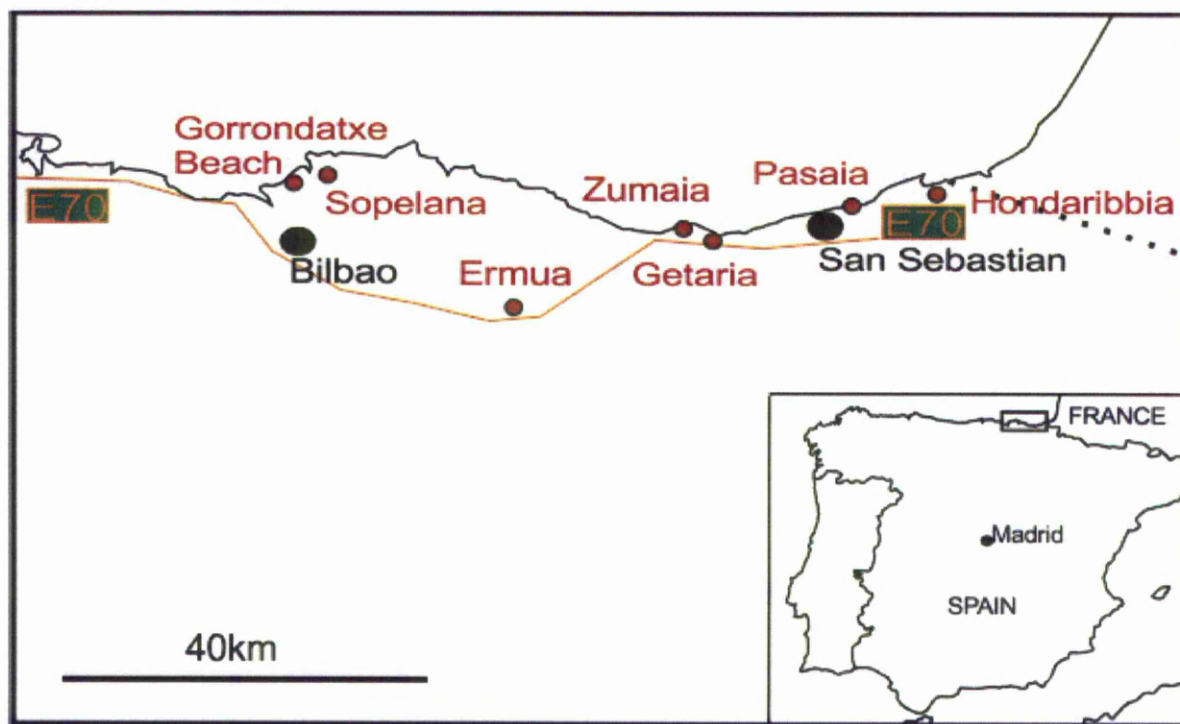 Gorrondatxe
Beach
Sopelana
E70
Bilbao
Ermua
Zumaia
Getaria
Pasaia
San Sebastian
E70
Hondaribbia
40km
FRANCE
Madrid
SPAIN